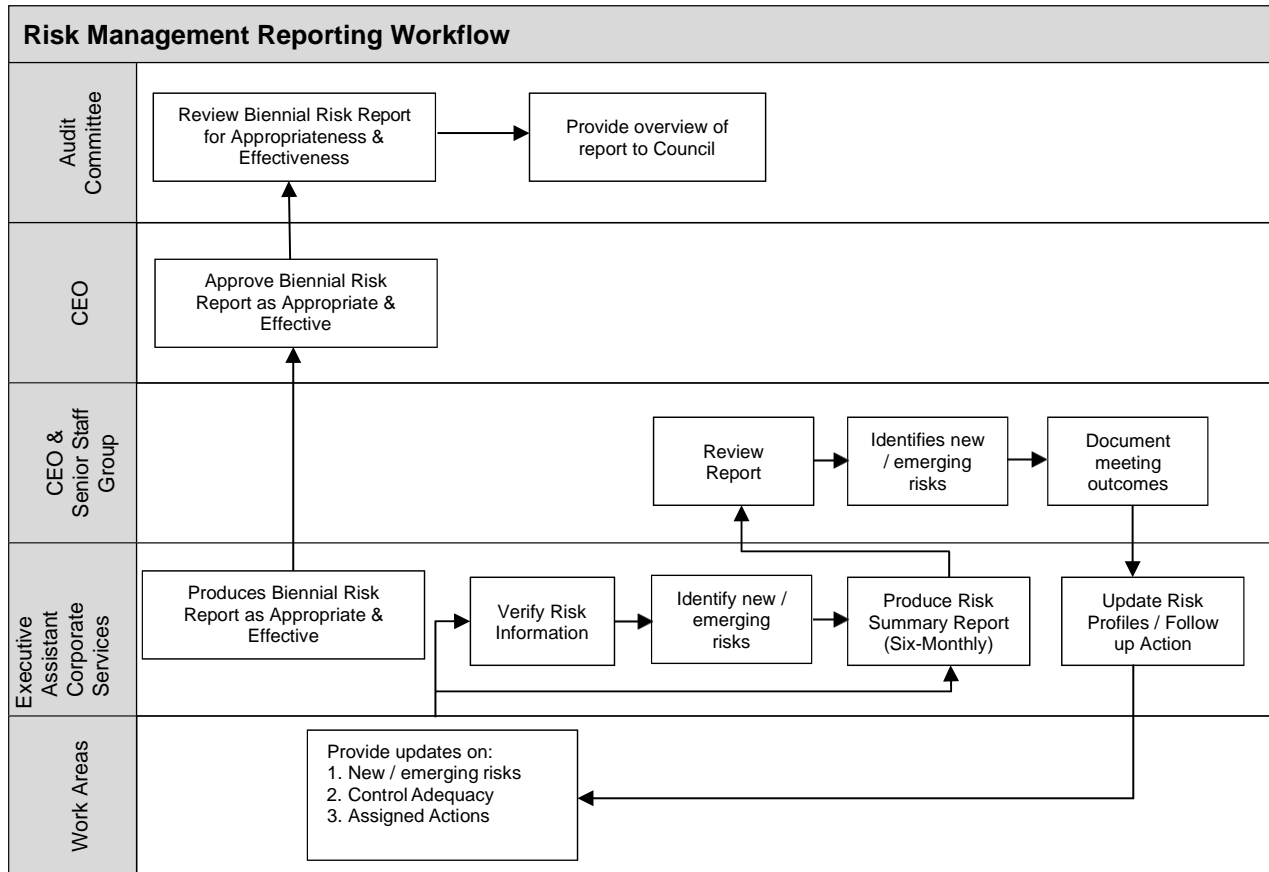 Risk Management Reporting Workflow
Audit
Committee
Review Biennial Risk Report
for Appropriateness &
Effectiveness
Provide overview of
report to Council
CEO
Approve Biennial Risk
Report as Appropriate &
Effective
CEO &
Senior Staff
Group
Review
Report
Identifies new
/ emerging
risks
Document
meeting
outcomes
Executive
Assistant
Corporate
Services
Produces Biennial Risk
Report as Appropriate &
Effective
Verify Risk
Information
Identify new /
emerging
risks
Produce Risk
Summary Report
(Six-Monthly)
Update Risk
Profiles / Follow
up Action
Work Areas
Provide updates on:
1. New / emerging risks
2. Control Adequacy
3. Assigned Actions